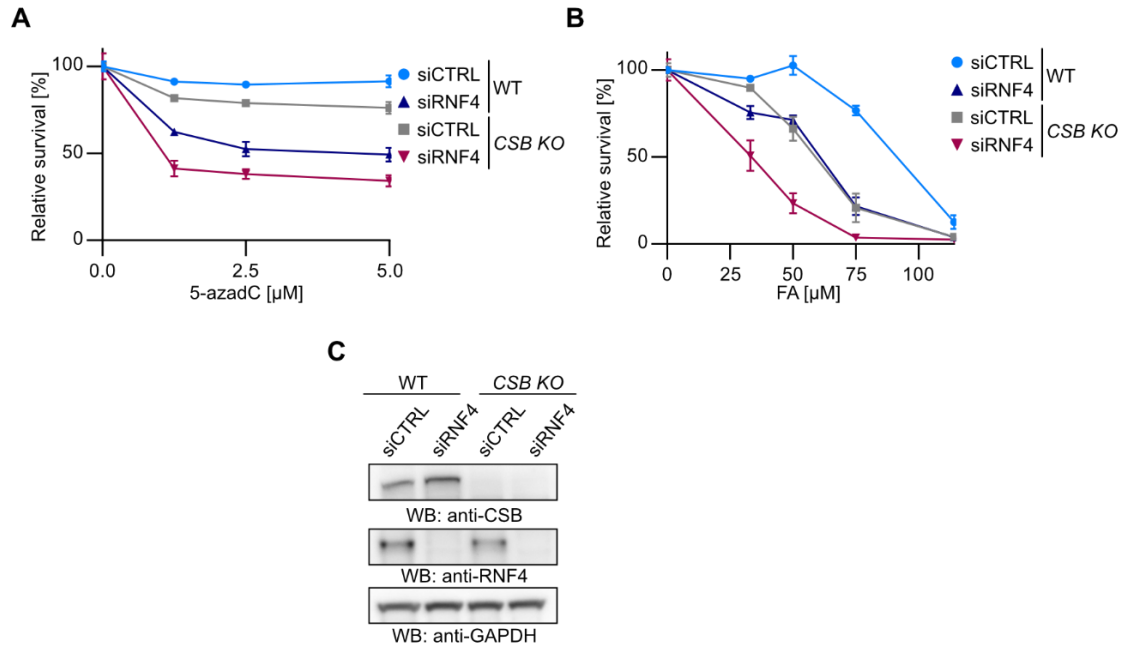 A
Relative survival [%]
100
50
0
0.0 2.5 5.0
5-azadC [µM]
siCTRL
siRNF4
WT
siCTRL
siRNF4
CSB KO
B
Relative survival [%]
100
50
0
0 25 50 75 100
FA [µM]
siCTRL
siRNF4
WT
siCTRL
siRNF4
CSB KO
C
WT CSB KO
siCTRL siRNF4 siCTRL siRNF4
WB: anti-CSB
WB: anti-RNF4
WB: anti-GAPDH